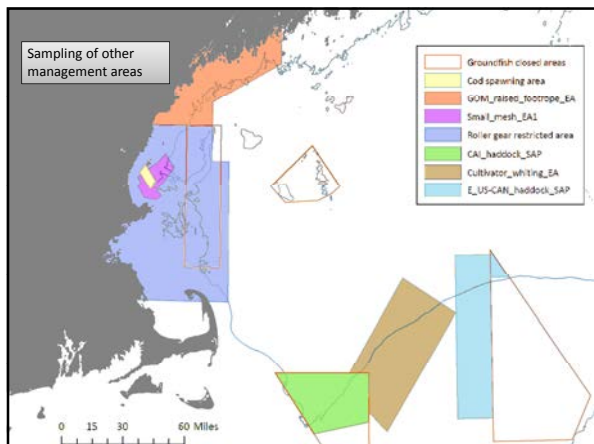 Sampling of other
management areas
Groundfish closed areas
Cod spawning area
GOM_raised_footrope_EA
Small_mesh_EA1
Roller gear restricted area
CAI_haddock_SAP
Cultivator_whiting_EA
E_US-CAN_haddock_SAP
0 15 30 60 Miles